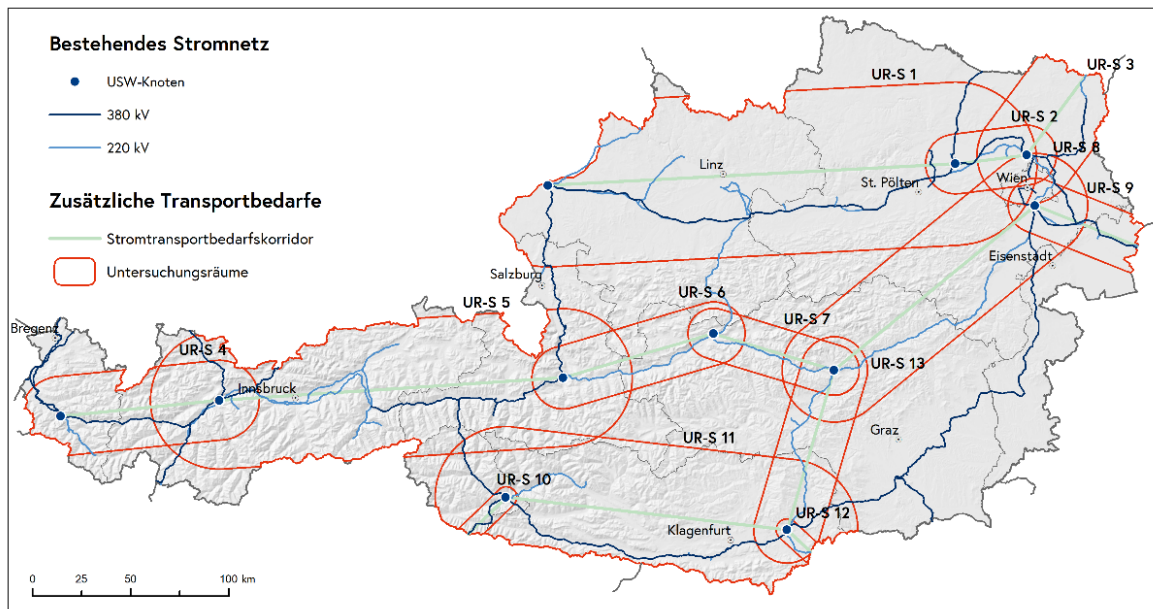 Bestehendes Stromnetz
USW-Knoten
380 kV
220 kV
Zusätzliche Transportbedarfe
Stromtransportbedarfskorridor
Untersuchungsräume
UR-S 1
UR-S 3
UR-S 2
UR-S 8
Linz
St. Pölten
Wien
UR-S 9
Eisenstadt
Salzburg
UR-S 5
UR-S 6
UR-S 7
Bregenz
UR-S 4
Innsbruck
UR-S 13
Graz
UR-S 11
UR-S 10
UR-S 12
Klagenfurt
0 25 50 100 km